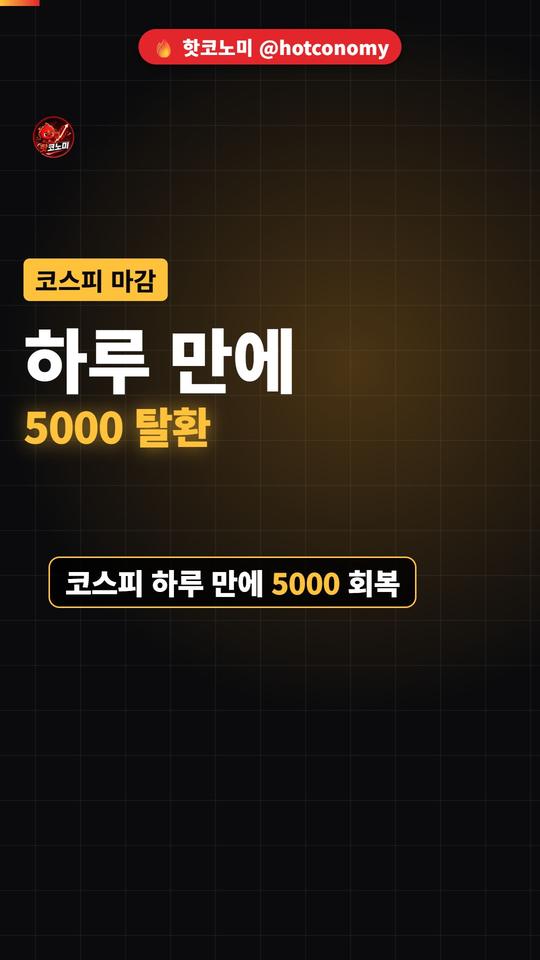 핫코노미 @hotconomy
핫코노미
코스피 마감
하루 만에
5000 탈환
코스피 하루 만에 5000 회복